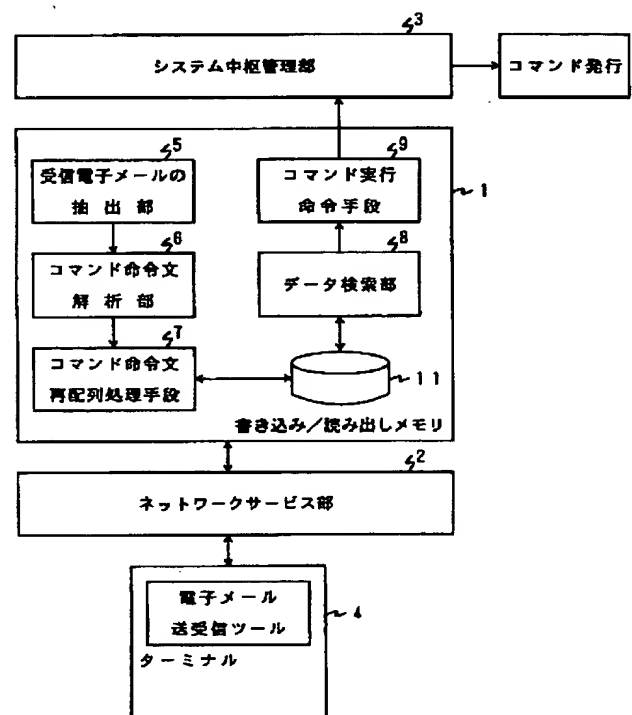 3
システム中枢管理部
コマンド発行
5
受信電子メールの
抽出部
9
コマンド実行
命令手段
1
6
コマンド命令文
解析部
8
データ検索部
7
コマンド命令文
再配列処理手段
11
書き込み/読み出しメモリ
2
ネットワークサービス部
電子メール
送受信ツール
4
ターミナル